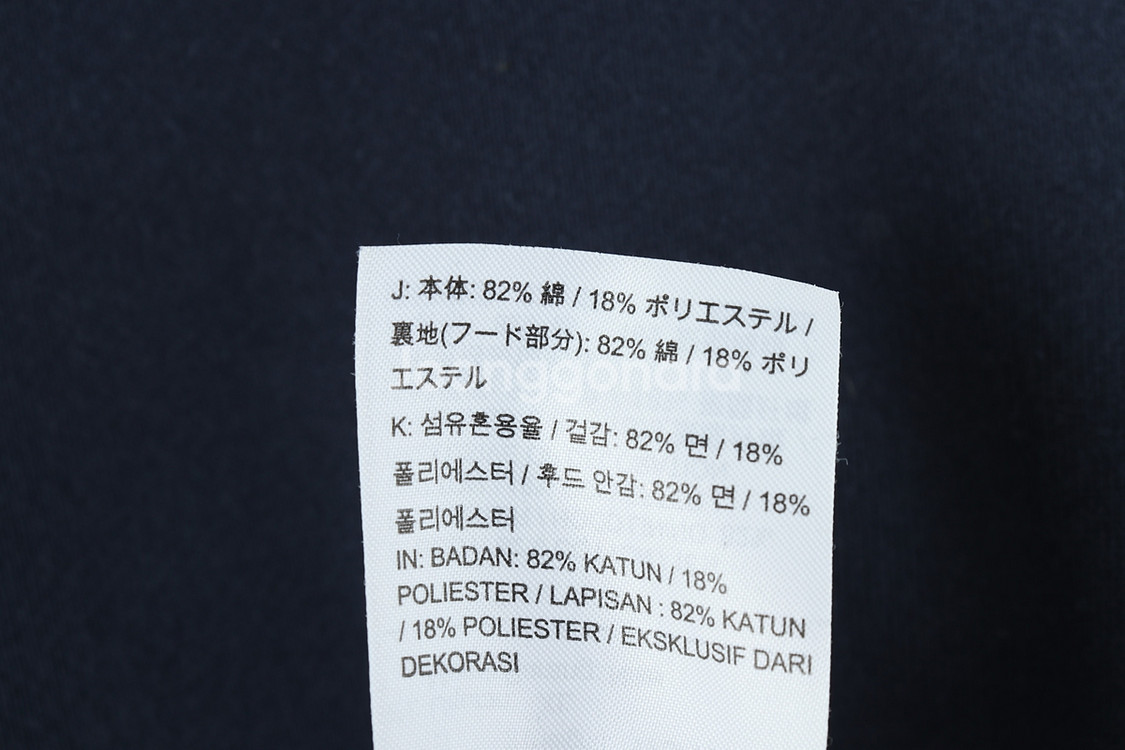 J: 本体: 82% 綿 / 18% ポリエステル /
裏地(フード部分): 82% 綿 / 18% ポリ
エステル
K: 섬유혼용율 / 겉감: 82% 면 / 18%
폴리에스터 / 후드 안감: 82% 면 / 18%
폴리에스터
IN: BADAN: 82% KATUN / 18%
POLIESTER / LAPISAN : 82% KATUN
/ 18% POLIESTER / EKSKLUSIF DARI
DEKORASI